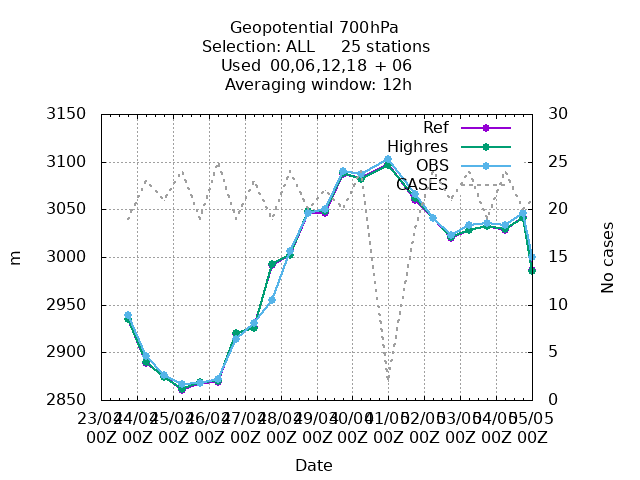 Geopotential 700hPa
Selection: ALL 25 stations
Used 00,06,12,18 + 06
Averaging window: 12h
3150
3100
3050
3000
2950
2900
2850
m
30
25
20
15
10
5
0
No cases
Ref
Highres
OBS
CASES
23/04 24/04 25/04 26/04 27/04 28/04 29/04 30/04 01/05 02/05 03/05 04/05 05/05
00Z 00Z 00Z 00Z 00Z 00Z 00Z 00Z 00Z 00Z 00Z 00Z 00Z
Date